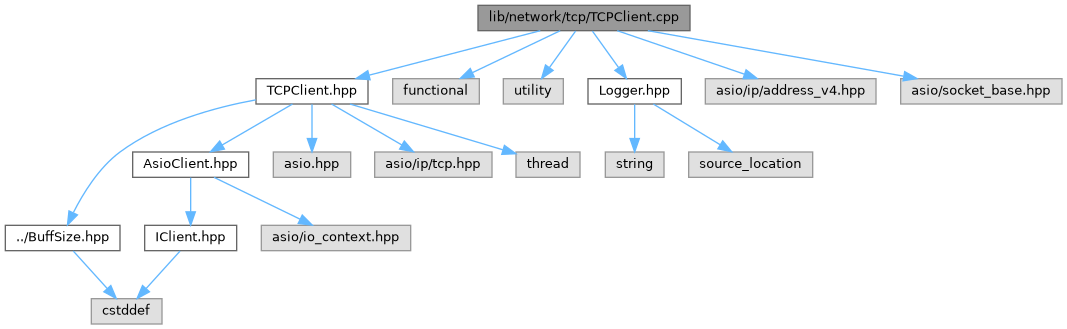 lib/network/tcp/TCPClient.cpp
TCPClient.hpp
functional
utility
Logger.hpp
asio/ip/address_v4.hpp
asio/socket_base.hpp
AsioClient.hpp
asio.hpp
asio/ip/tcp.hpp
thread
string
source_location
../BuffSize.hpp
IClient.hpp
asio/io_context.hpp
cstddef